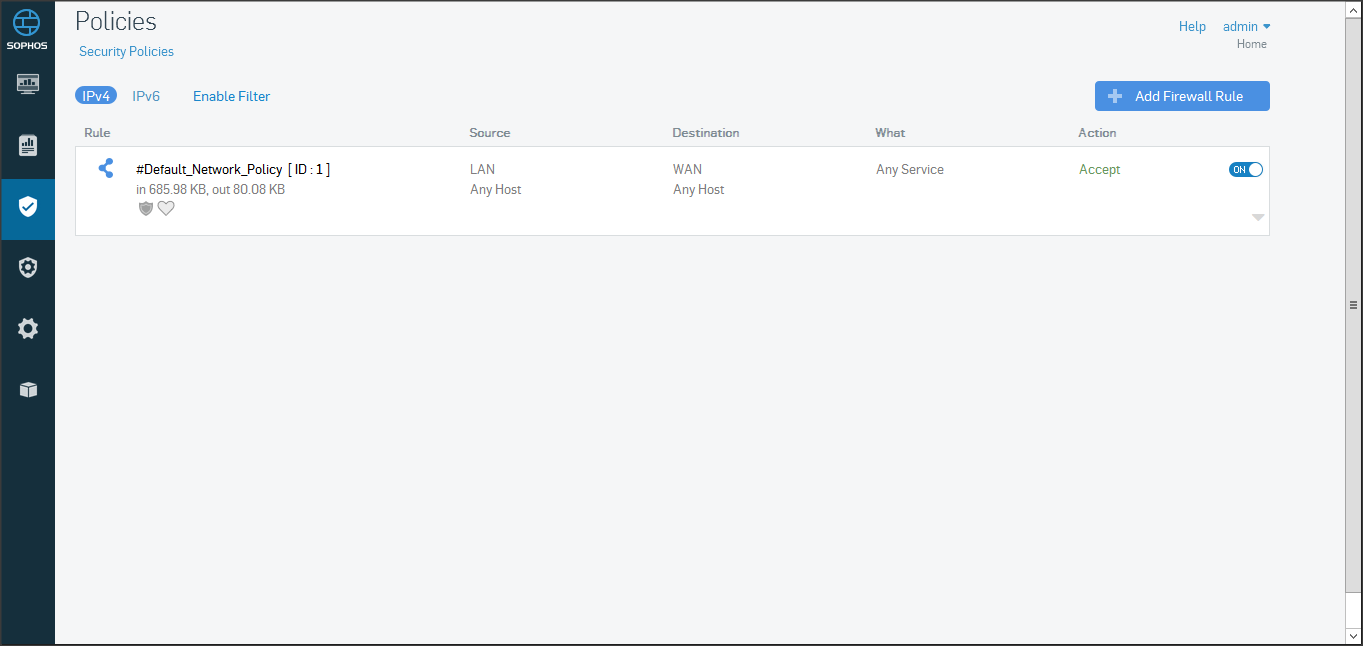 SOPHOS
Policies
Help admin
Home
Security Policies
IPv4 IPv6 Enable Filter
Add Firewall Rule
Rule Source Destination What Action
#Default_Network_Policy [ ID : 1 ] LAN WAN Any Service Accept ON
in 685.98 KB, out 80.08 KB Any Host Any Host